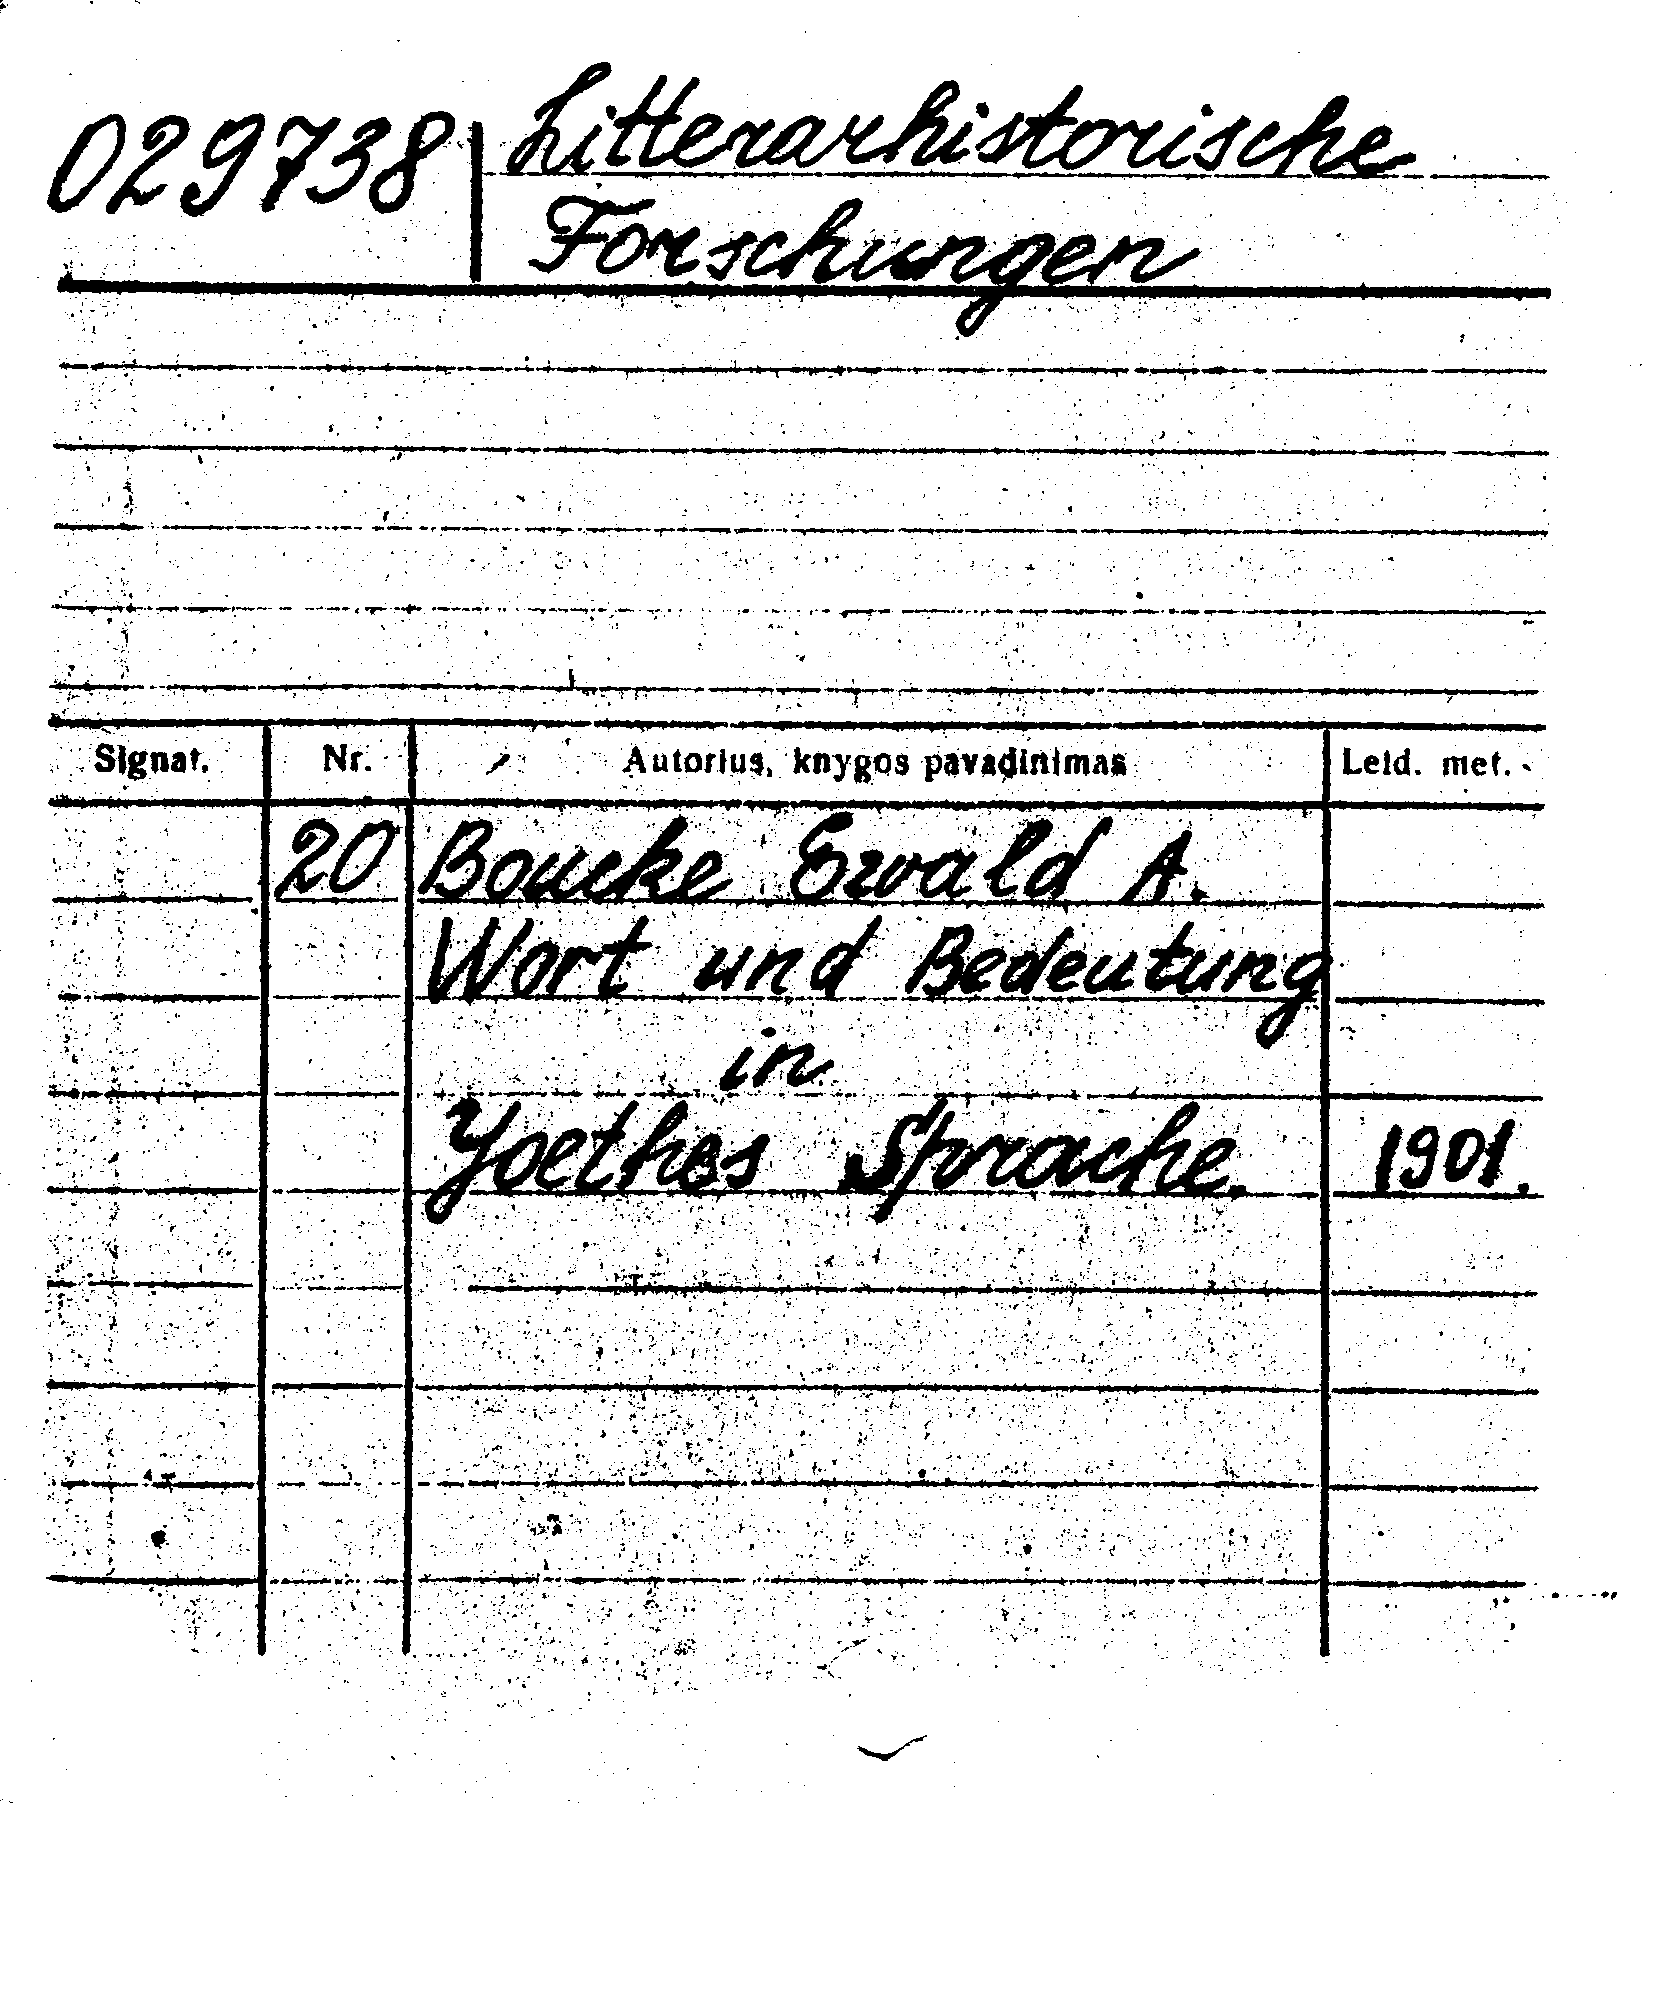 029738 Litterarhistorische
Forschungen
Signat. Nr. Autorius, knygos pavadinimas Leid. met.
20 Boucke Ewald A.
Wort und Bedeutung
in
Goethes Sprache. 1901.